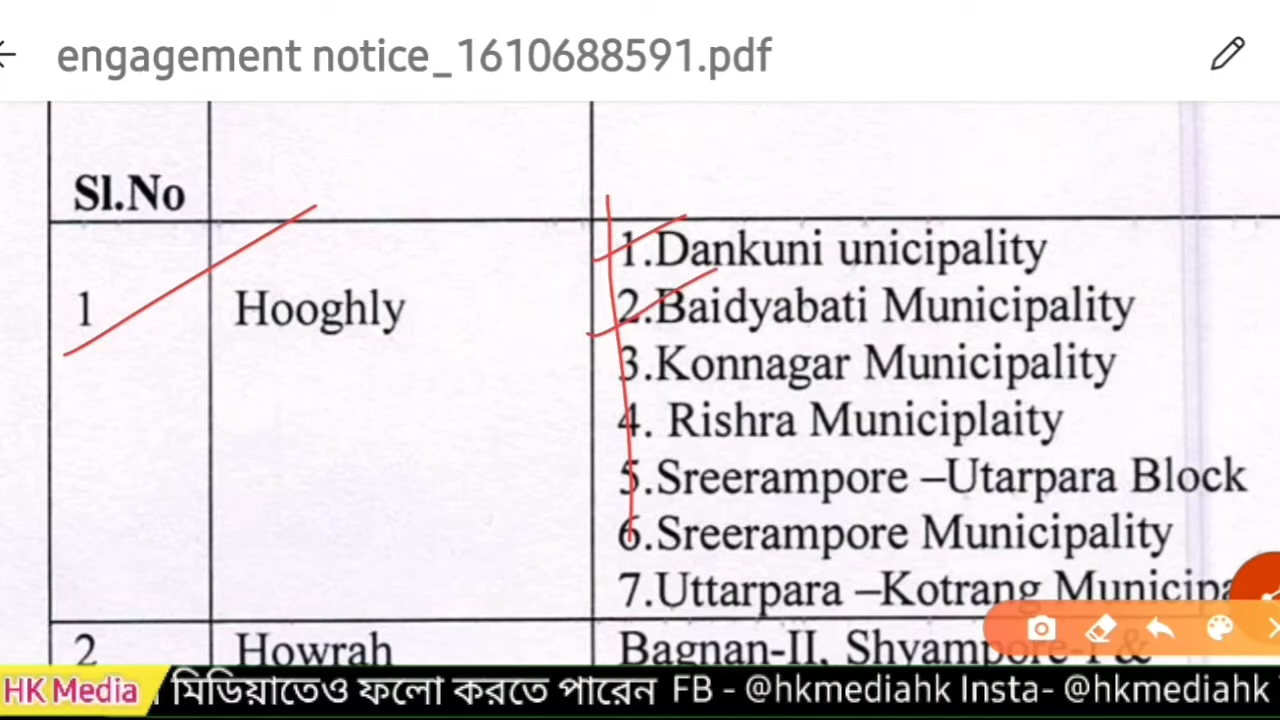 engagement notice_1610688591.pdf
Sl.No
1 Hooghly
1.Dankuni unicipality
2.Baidyabati Municipality
3.Konnagar Municipality
4. Rishra Municiplaity
5.Sreerampore –Utarpara Block
6.Sreerampore Municipality
7.Uttarpara –Kotrang Municipa
2 Howrah Bagnan-II, Shyampore-I &
HK Media মিডিয়াতেও ফলো করতে পারেন FB - @hkmediahk Insta- @hkmediahk